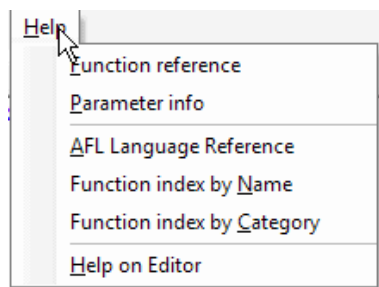 Help
Function reference
Parameter info
AFL Language Reference
Function index by Name
Function index by Category
Help on Editor